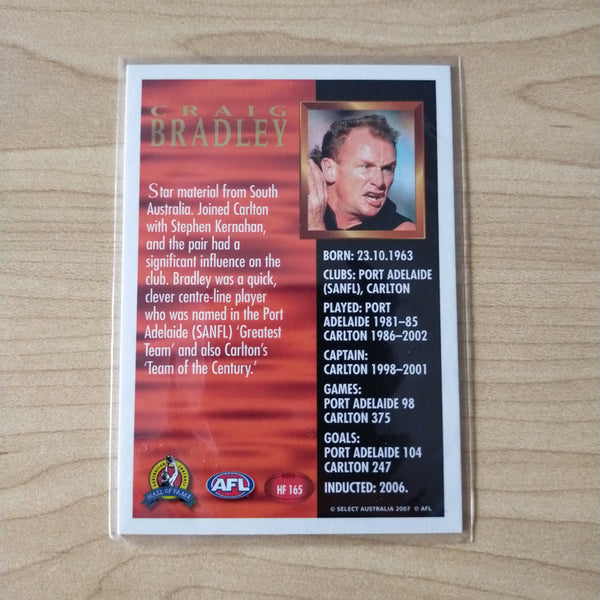 CRAIG
BRADLEY
Star material from South
Australia. Joined Carlton
with Stephen Kernahan,
and the pair had a
significant influence on the
club. Bradley was a quick,
clever centre-line player
who was named in the Port
Adelaide (SANFL) ‘Greatest
Team’ and also Carlton’s
‘Team of the Century.’
BORN: 23.10.1963
CLUBS: PORT ADELAIDE
(SANFL), CARLTON
PLAYED: PORT
ADELAIDE 1981–85
CARLTON 1986–2002
CAPTAIN:
CARLTON 1998–2001
GAMES:
PORT ADELAIDE 98
CARLTON 375
GOALS:
PORT ADELAIDE 104
CARLTON 247
INDUCTED: 2006.
HALL OF FAME
AFL
HF 165
© SELECT AUSTRALIA 2007 © AFL